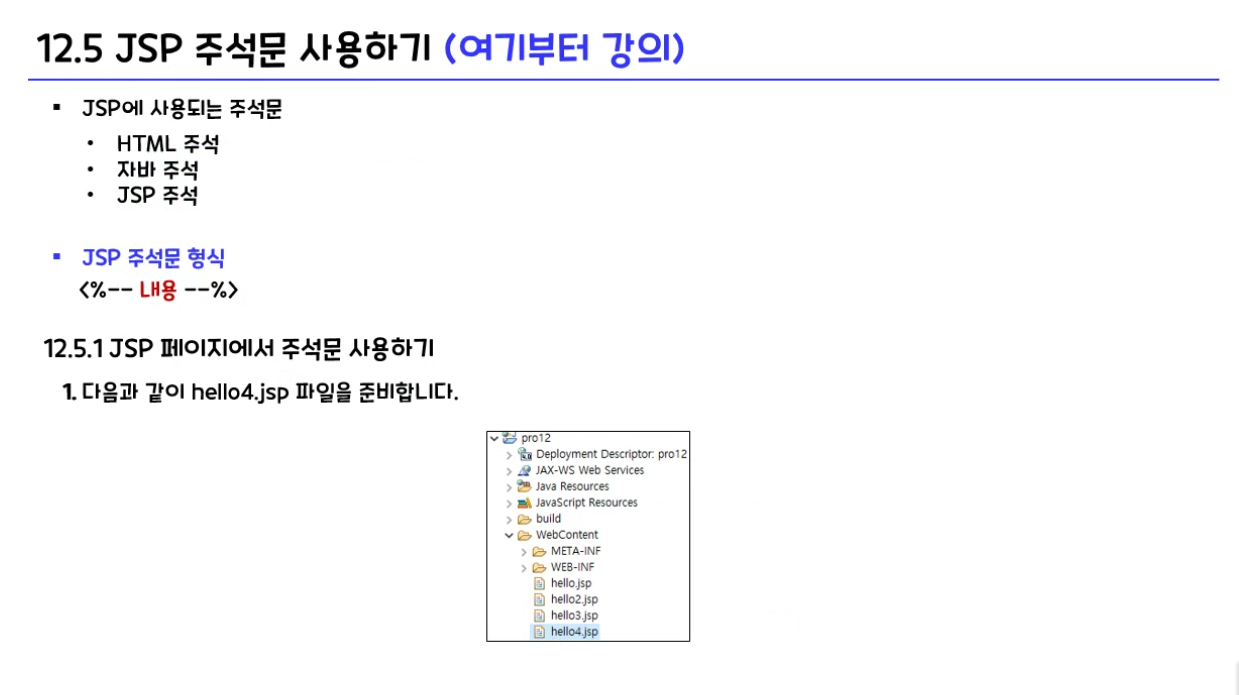 12.5 JSP 주석문 사용하기 (여기부터 강의)
▪ JSP에 사용되는 주석문
• HTML 주석
• 자바 주석
• JSP 주석
▪ JSP 주석문 형식
<%-- 내용 --%>
12.5.1 JSP 페이지에서 주석문 사용하기
1. 다음과 같이 hello4.jsp 파일을 준비합니다.
pro12
Deployment Descriptor: pro12
JAX-WS Web Services
Java Resources
JavaScript Resources
build
WebContent
META-INF
WEB-INF
hello.jsp
hello2.jsp
hello3.jsp
hello4.jsp